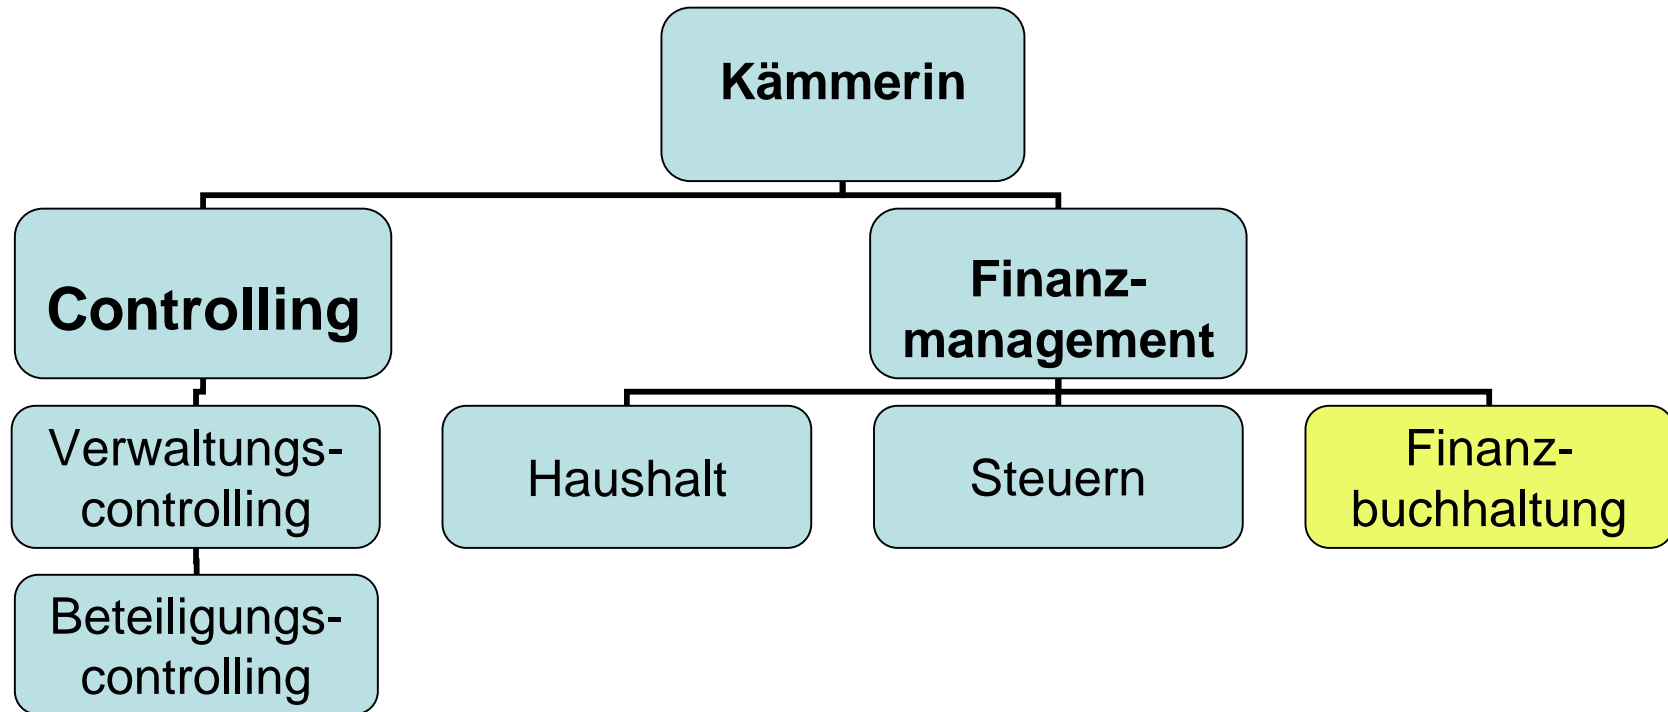 Kämmerin
Controlling
Finanz-
management
Verwaltungs-
controlling
Haushalt
Steuern
Finanz-
buchhaltung
Beteiligungs-
controlling